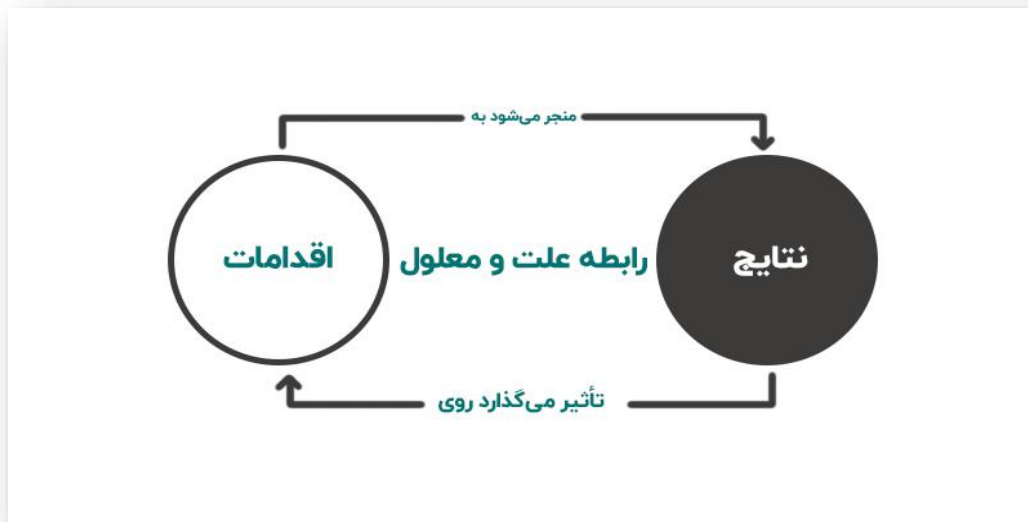 منجر می‌شود به
نتایج
رابطه علت و معلول
اقدامات
تأثیر می‌گذارد روی